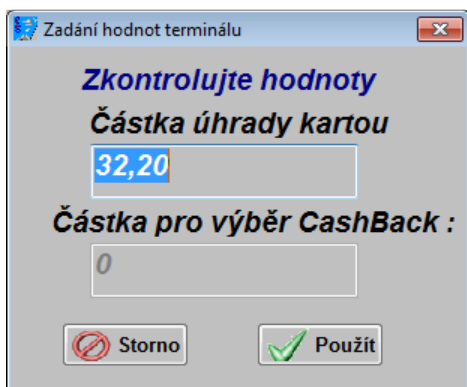 Zadání hodnot terminálu
Zkontrolujte hodnoty
Částka úhrady kartou
32,20
Částka pro výběr CashBack :
0
Storno
Použít